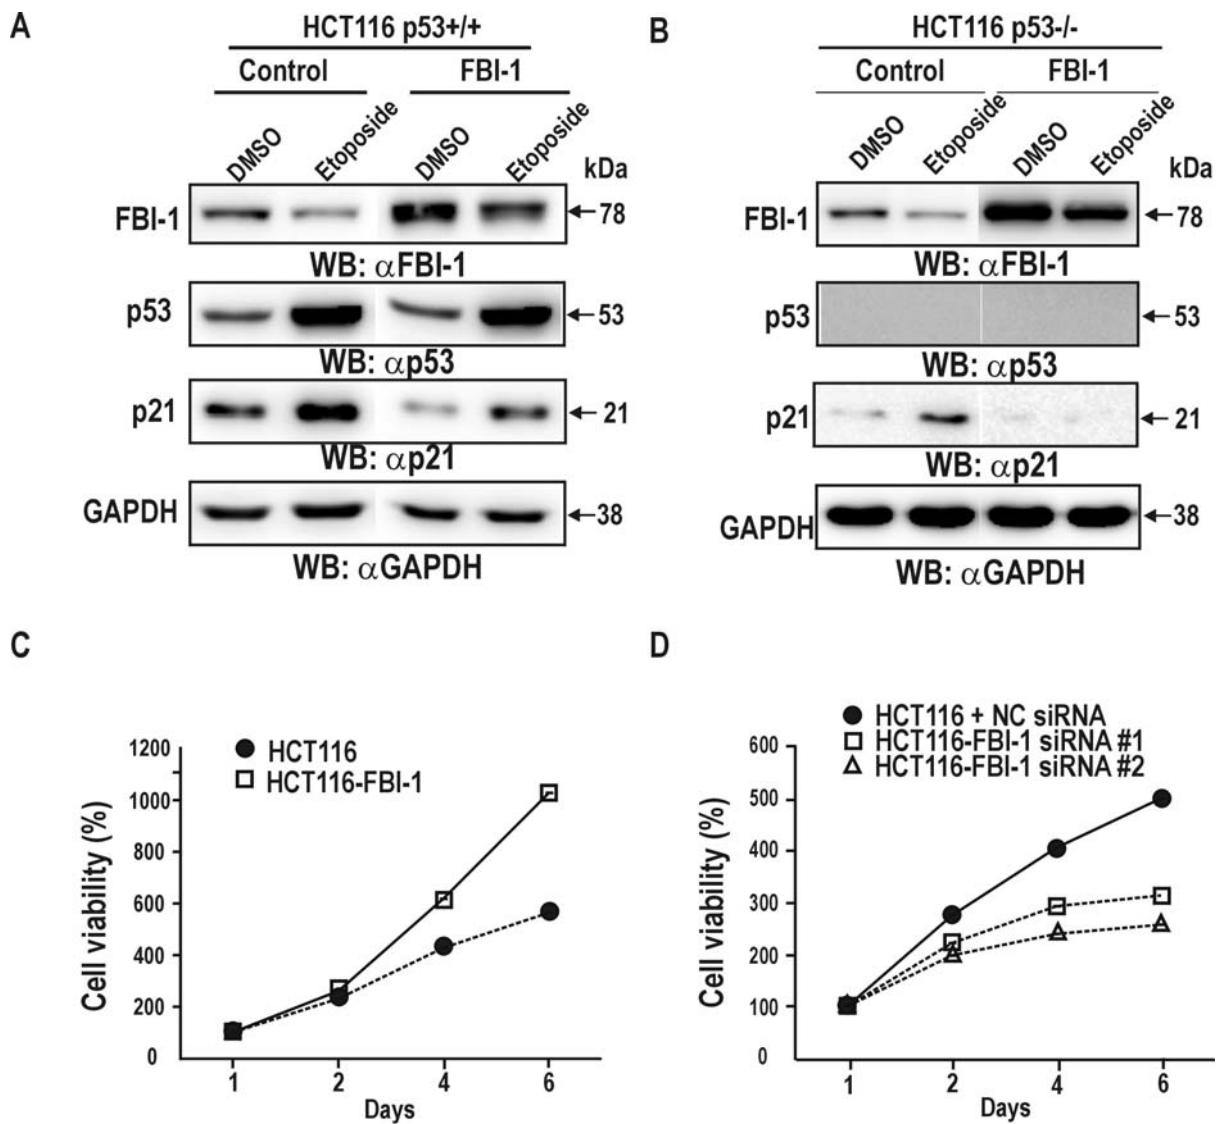 A
HCT116 p53+/+
Control
FBI-1
DMSO
Etoposide
DMSO
Etoposide
kDa
FBI-1
78
WB: αFBI-1
p53
53
WB: αp53
p21
21
WB: αp21
GAPDH
38
WB: αGAPDH
B
HCT116 p53-/-
Control
FBI-1
DMSO
Etoposide
DMSO
Etoposide
kDa
FBI-1
78
WB: αFBI-1
p53
53
WB: αp53
p21
21
WB: αp21
GAPDH
38
WB: αGAPDH
C
HCT116
HCT116-FBI-1
Cell viability (%)
1200
1000
800
600
400
200
0
1
2
4
6
Days
D
HCT116 + NC siRNA
HCT116-FBI-1 siRNA #1
HCT116-FBI-1 siRNA #2
Cell viability (%)
600
500
400
300
200
100
0
1
2
4
6
Days